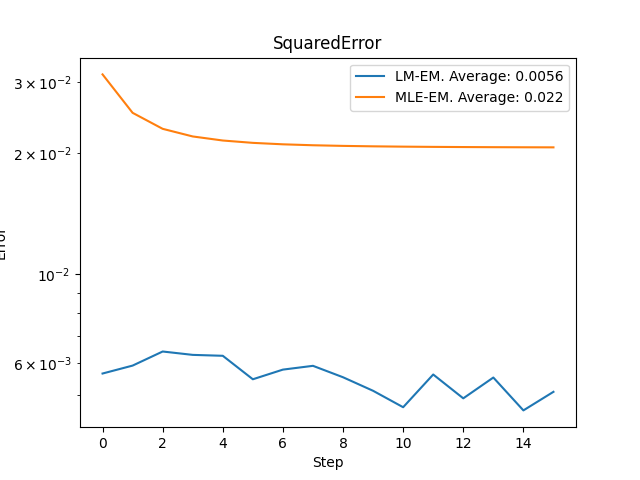 SquaredError
LM-EM. Average: 0.0056
MLE-EM. Average: 0.022
3 × 10⁻²
2 × 10⁻²
10⁻²
6 × 10⁻³
Error
0 2 4 6 8 10 12 14
Step